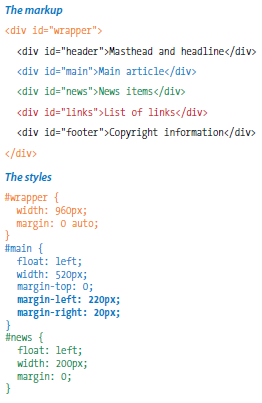 The markup
<div id="wrapper">
<div id="header">Masthead and headline</div>
<div id="main">Main article</div>
<div id="news">News items</div>
<div id="links">List of links</div>
<div id="footer">Copyright information</div>
</div>
The styles
#wrapper {
width: 960px;
margin: 0 auto;
}
#main {
float: left;
width: 520px;
margin-top: 0;
margin-left: 220px;
margin-right: 20px;
}
#news {
float: left;
width: 200px;
margin: 0;
}